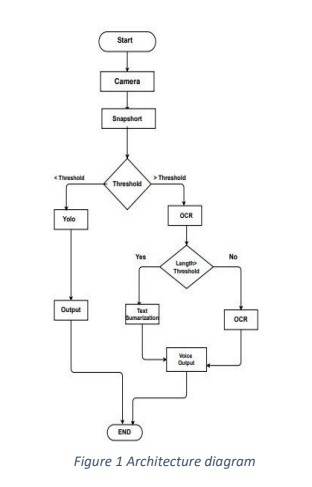 Start
Camera
Snapshort
< Threshold
Threshold
> Threshold
Yolo
OCR
Yes
Length>
Threshold
No
Output
Text
Sumarization
OCR
Voice
Output
END
Figure 1 Architecture diagram